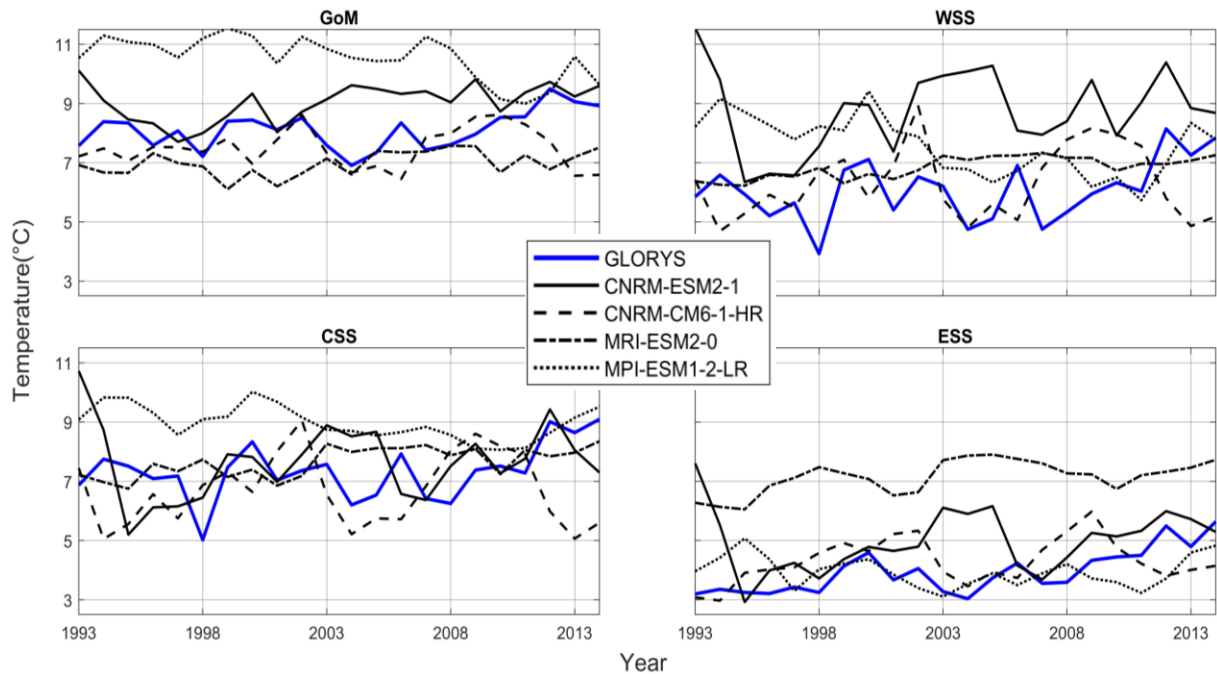 GoM
WSS
11
9
7
5
3
11
9
7
5
3
Temperature(°C)
GLORYS
CNRM-ESM2-1
CNRM-CM6-1-HR
MRI-ESM2-0
MPI-ESM1-2-LR
CSS
ESS
1993
1998
2003
2008
2013
1993
1998
2003
2008
2013
Year